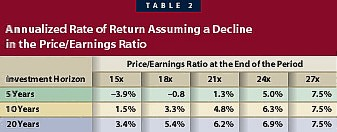 TABLE 2
Annualized Rate of Return Assuming a Decline
in the Price/Earnings Ratio
Price/Earnings Ratio at the End of the Period
Investment Horizon 15x 18x 21x 24x 27x
5 Years −3.9% −0.8 1.3% 5.0% 7.5%
10 Years 1.5% 3.3% 4.8% 6.3% 7.5%
20 Years 3.4% 5.4% 6.2% 6.9% 7.5%